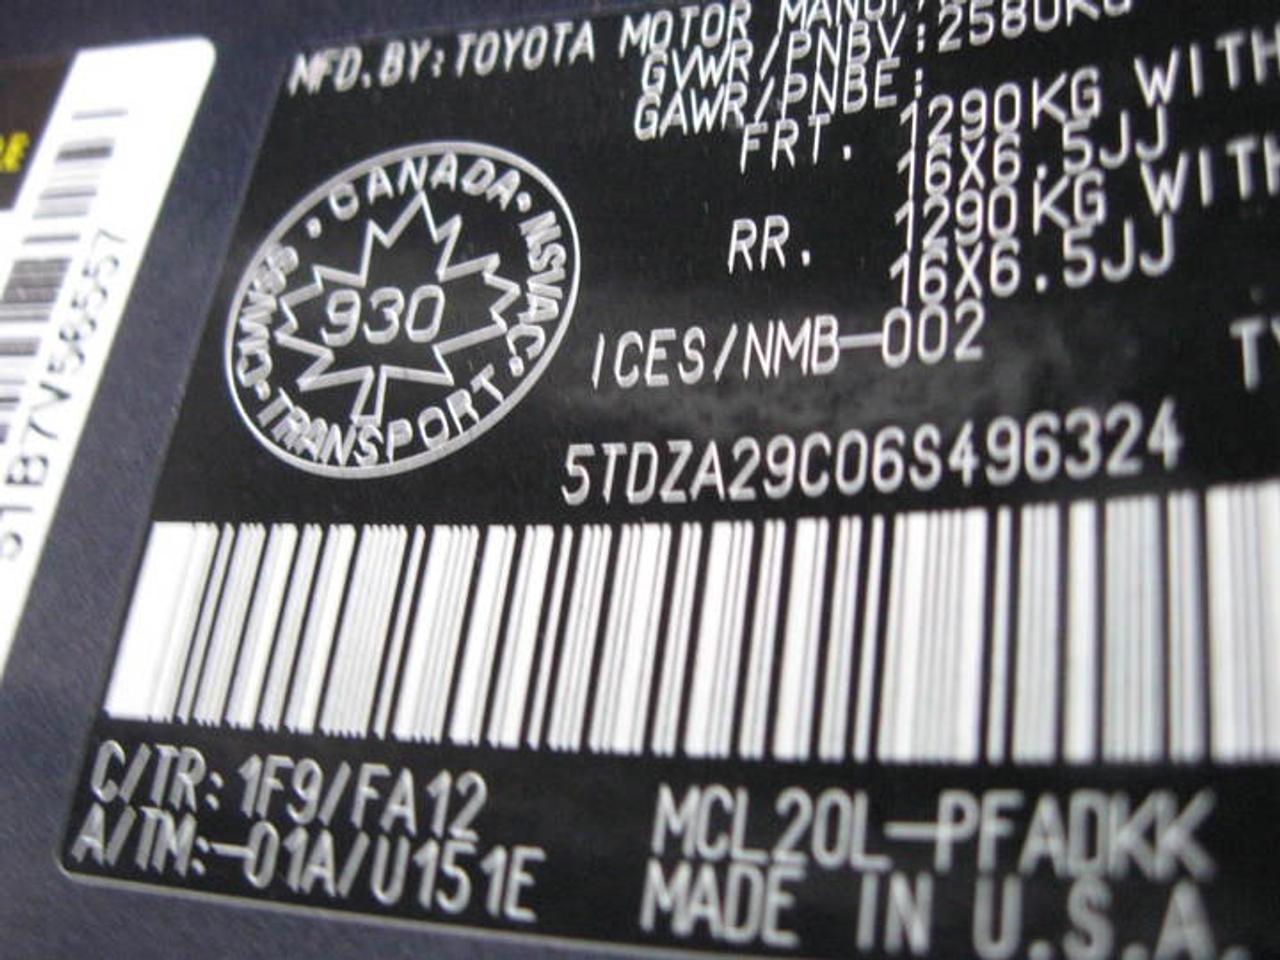 MFD.BY:TOYOTA MOTOR
GVWR/PNBV:2580KG
GAWR/PNBE:
FRT. 1290KG WITH
16X6.5JJ
RR. 1290KG WITH
16X6.5JJ
CANADA·NSVAC·TRANSPORT
930
ICES/NMB-002
5TDZA29C06S496324
C/TR:1F9/FA12
A/TM:-01A/U151E
MCL20L-PFADKK
MADE IN U.S.A.